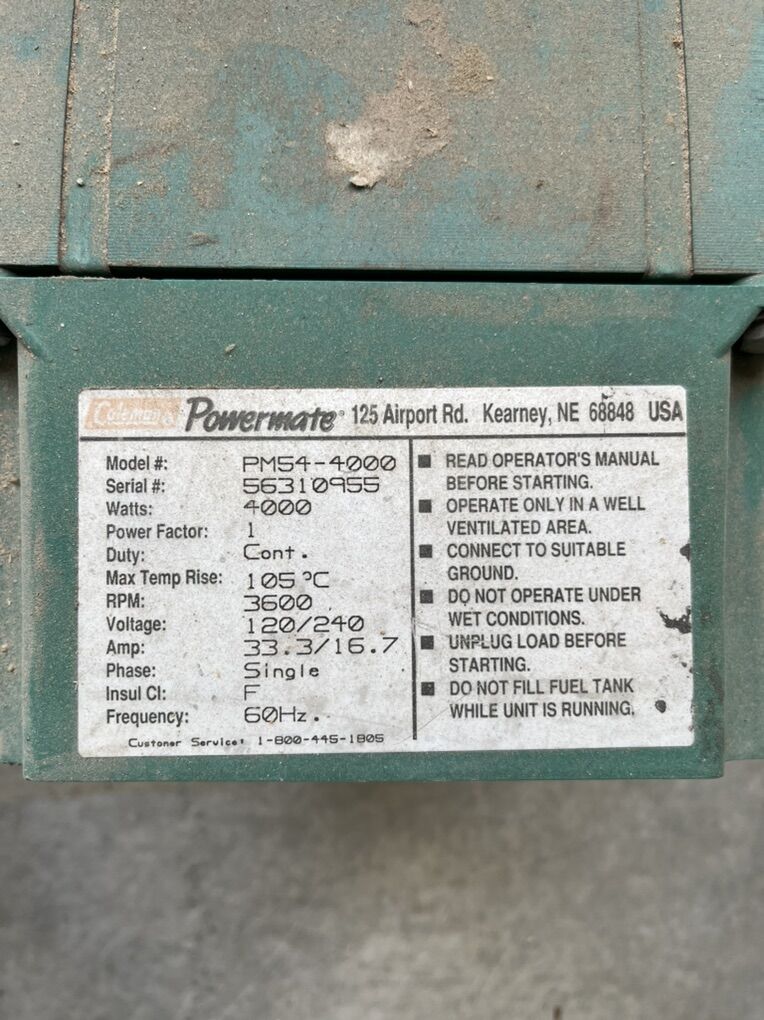 Coleman Powermate® 125 Airport Rd. Kearney, NE 68848 USA
Model #: PM54-4000
Serial #: 56310955
Watts: 4000
Power Factor: 1
Duty: Cont.
Max Temp Rise: 105°C
RPM: 3600
Voltage: 120/240
Amp: 33.3/16.7
Phase: Single
Insul Cl: F
Frequency: 60Hz.
Customer Service: 1-800-445-1805
■ READ OPERATOR'S MANUAL
BEFORE STARTING.
■ OPERATE ONLY IN A WELL
VENTILATED AREA.
■ CONNECT TO SUITABLE
GROUND.
■ DO NOT OPERATE UNDER
WET CONDITIONS.
■ UNPLUG LOAD BEFORE
STARTING.
■ DO NOT FILL FUEL TANK
WHILE UNIT IS RUNNING.